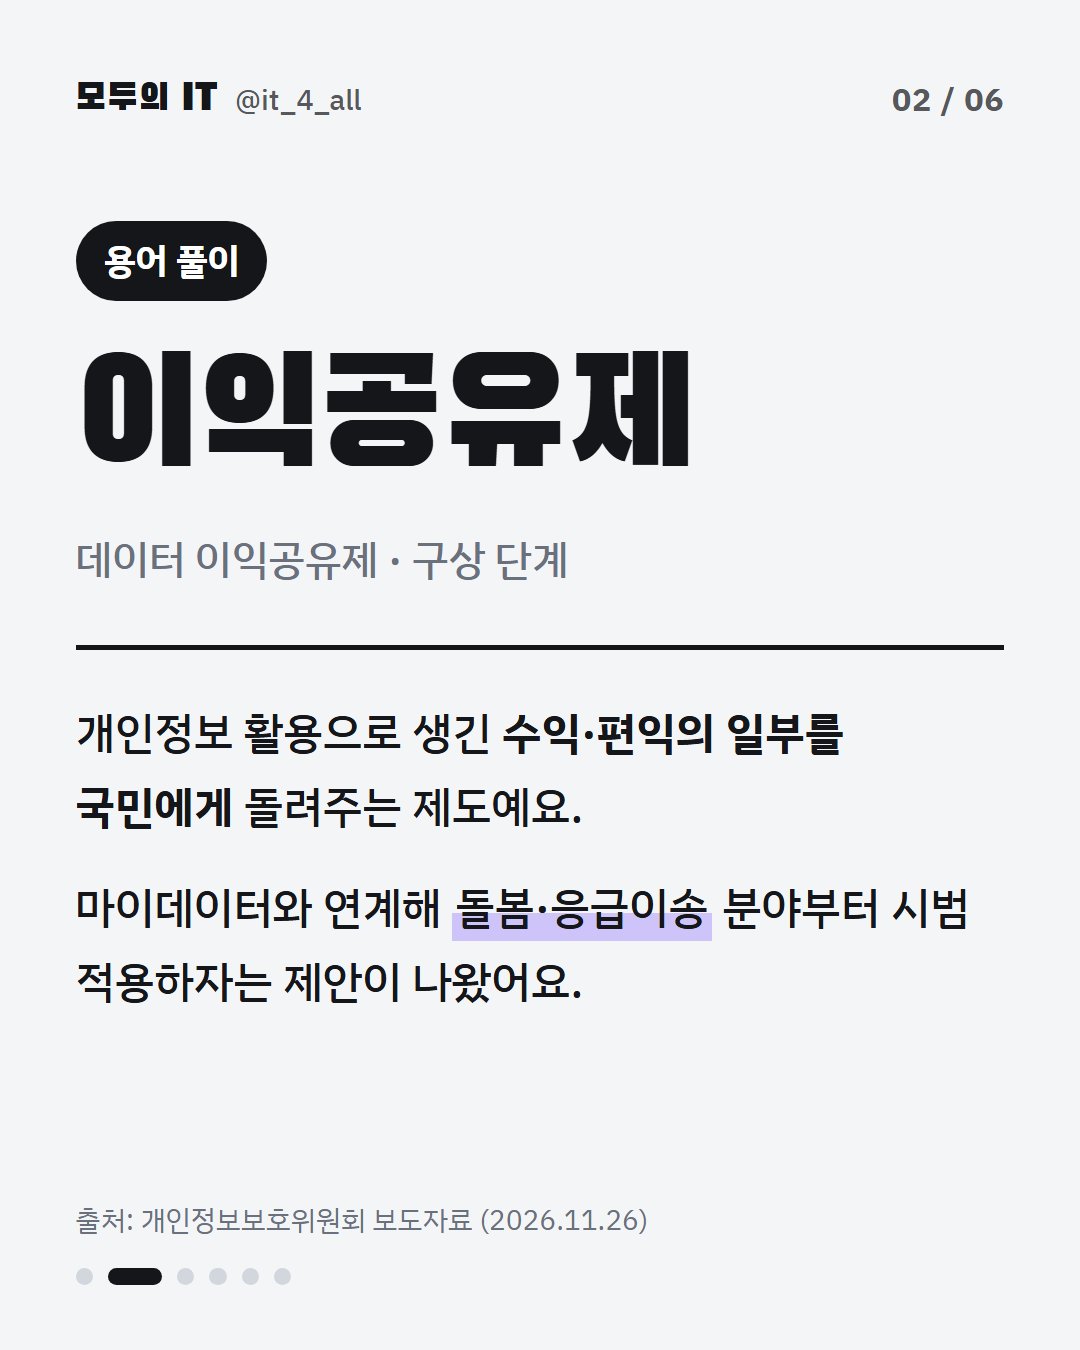 모두의 IT @it_4_all 02 / 06
용어 풀이
이익공유제
데이터 이익공유제 · 구상 단계
개인정보 활용으로 생긴 수익·편익의 일부를
국민에게 돌려주는 제도예요.
마이데이터와 연계해 돌봄·응급이송 분야부터 시범
적용하자는 제안이 나왔어요.
출처: 개인정보보호위원회 보도자료 (2026.11.26)